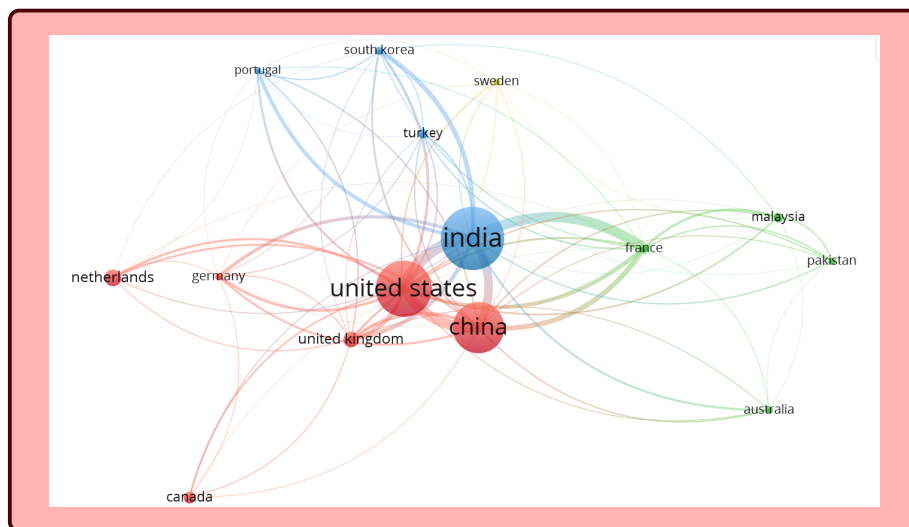 south korea
portugal
sweden
turkey
malaysia
india
france
pakistan
netherlands
germany
united states
china
united kingdom
australia
canada